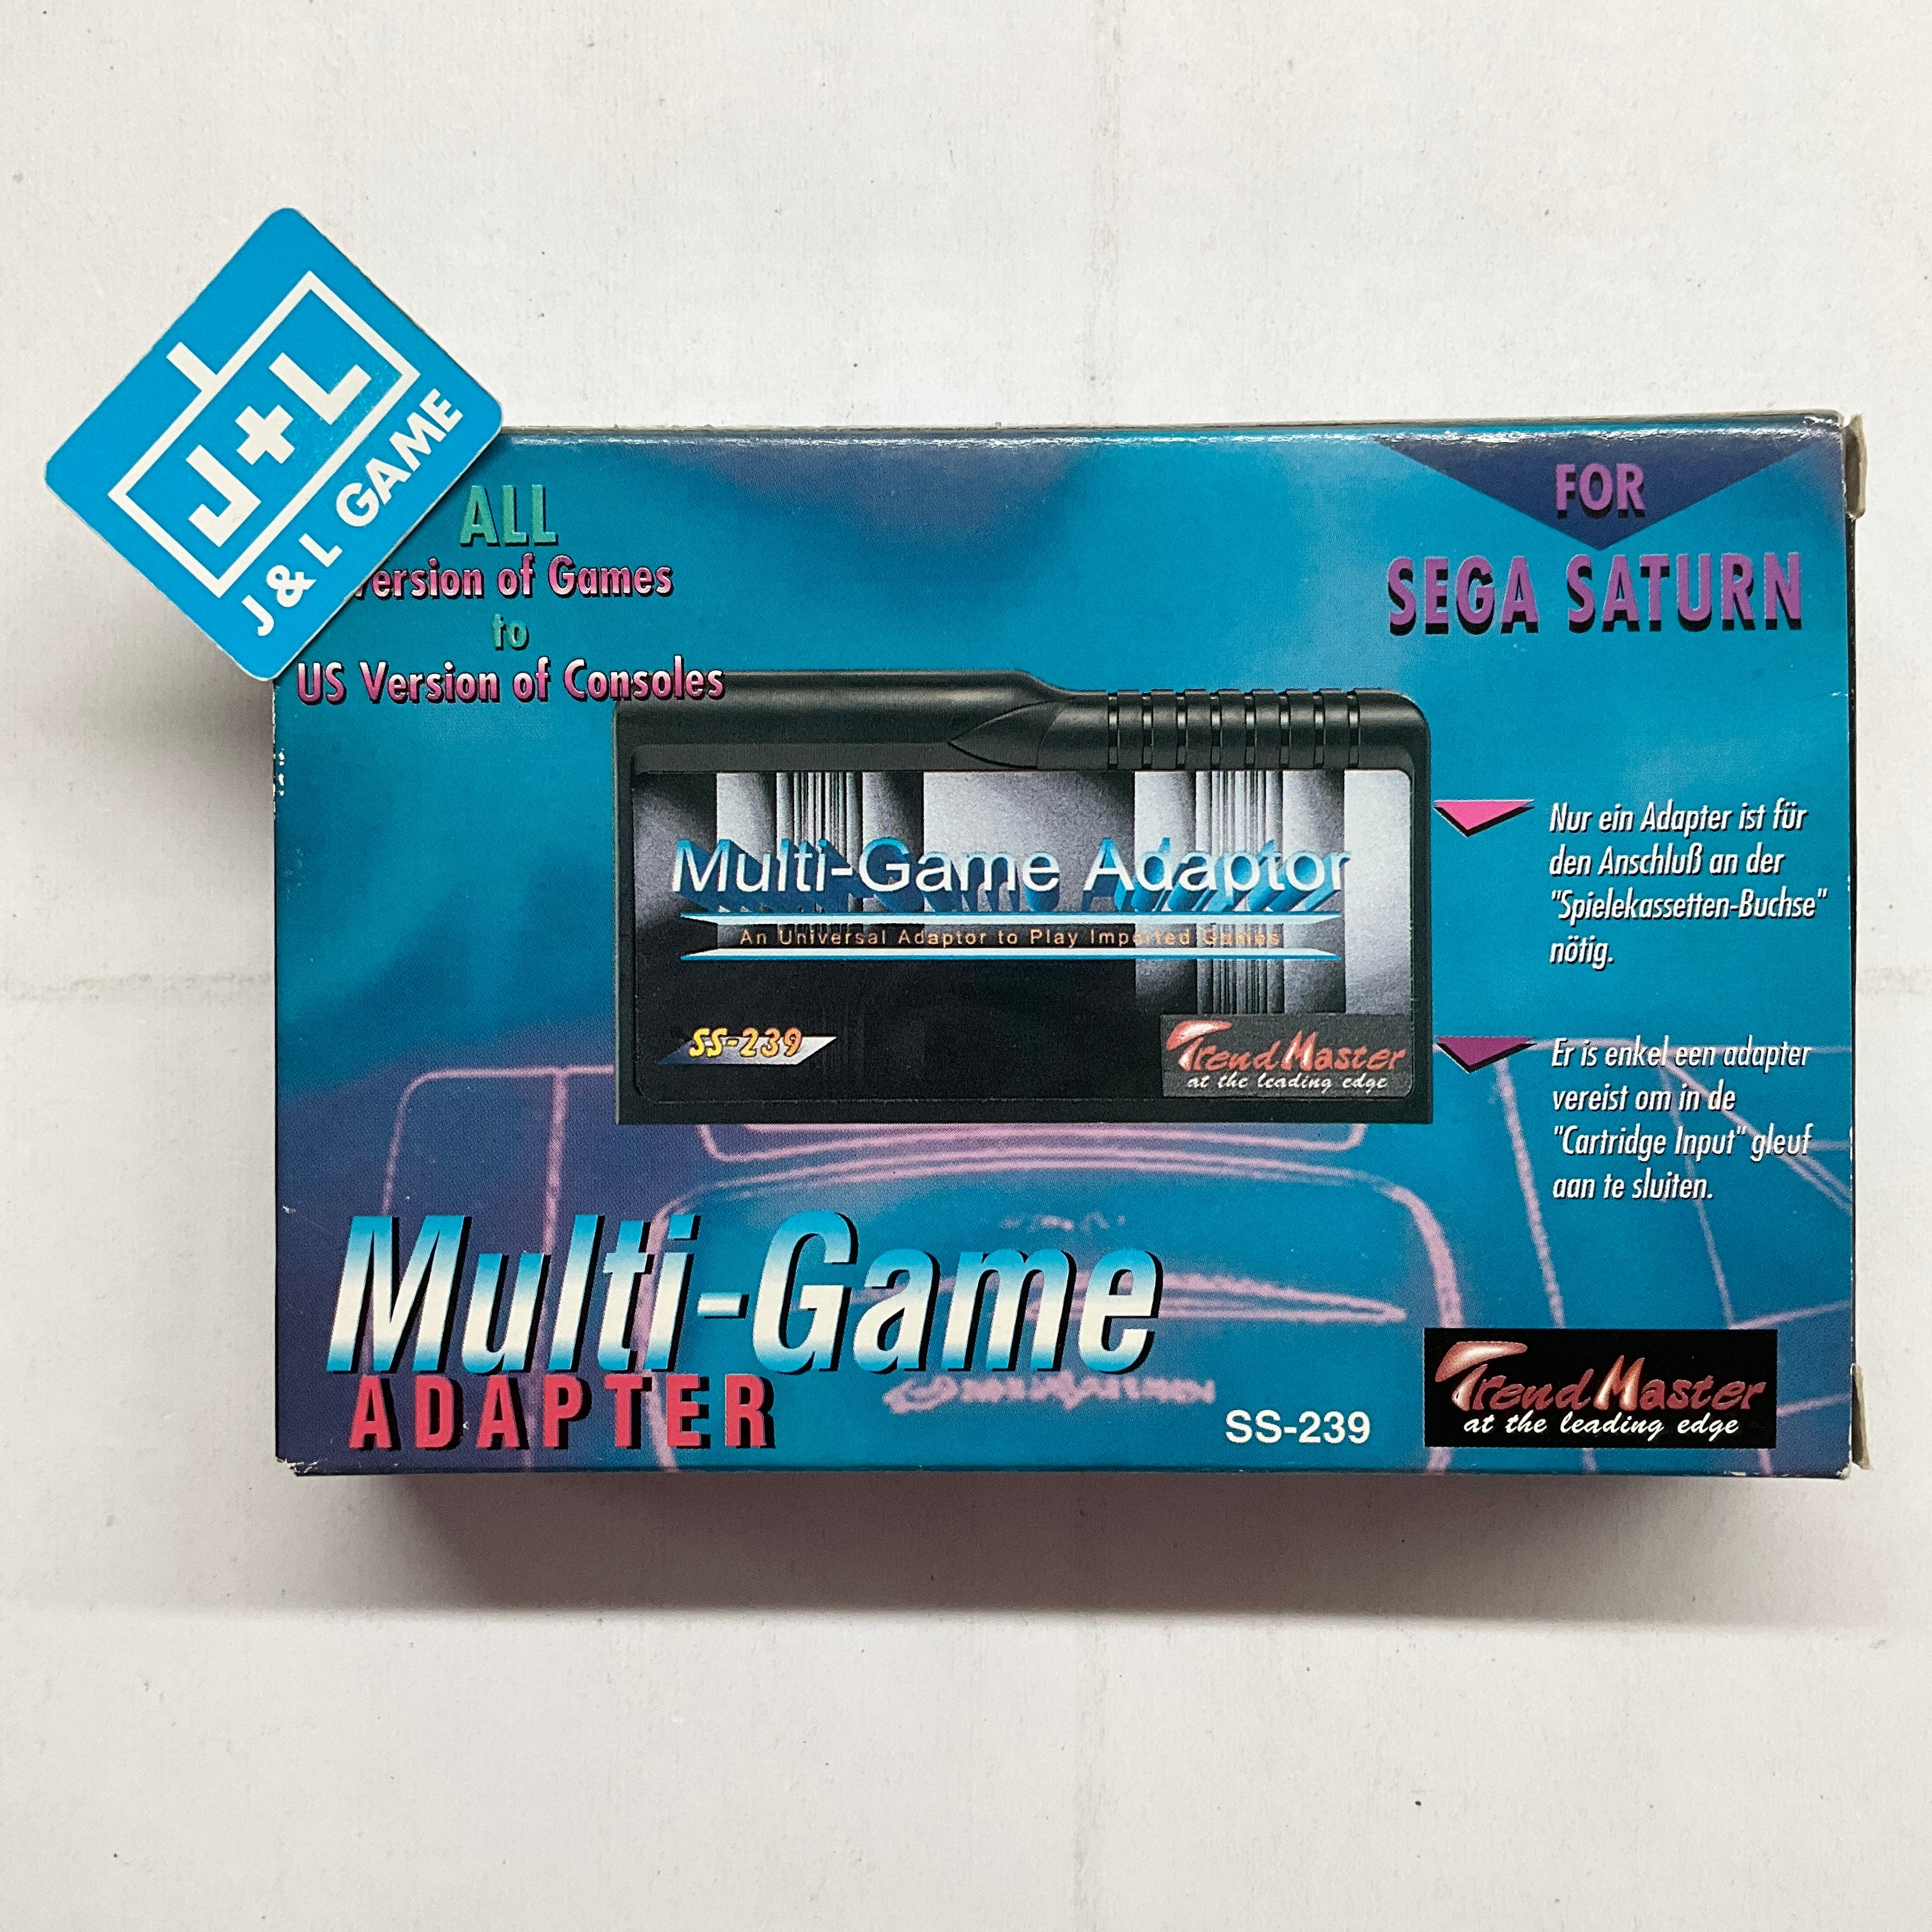 J+L
J & L GAME
ALL
Version of Games
to
US Version of Consoles
FOR
SEGA SATURN
Multi-Game Adaptor
An Universal Adaptor to Play Imported Games
SS-239
TrendMaster
at the leading edge
Nur ein Adapter ist für
den Anschluß an der
"Spielekassetten-Buchse"
nötig.
Er is enkel een adapter
vereist om in de
"Cartridge Input" gleuf
aan te sluiten.
Multi-Game
ADAPTER
SS-239
TrendMaster
at the leading edge